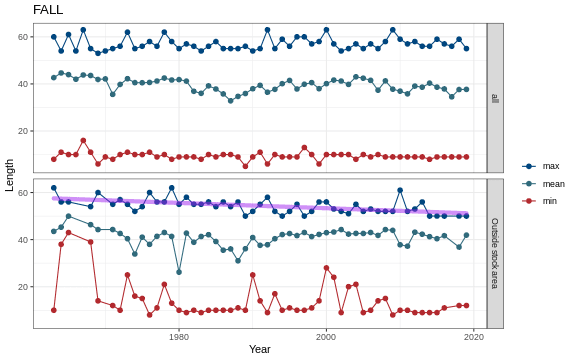 FALL
60
40
20
all
60
40
20
Outside stock area
1980
2000
2020
Year
Length
max
mean
min